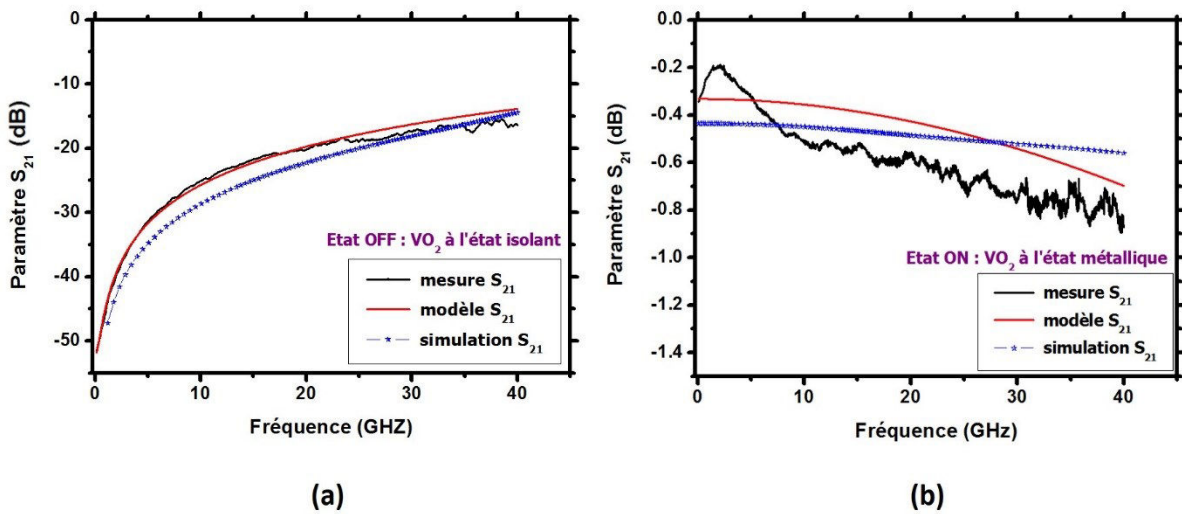 0
-10
-20
-30
-40
-50
Paramètre S21 (dB)
Etat OFF : VO2 à l'état isolant
mesure S21
modèle S21
simulation S21
0 10 20 30 40
Fréquence (GHZ)
(a)
0.0
-0.2
-0.4
-0.6
-0.8
-1.0
-1.2
-1.4
Paramètre S21 (dB)
Etat ON : VO2 à l'état métallique
mesure S21
modèle S21
simulation S21
0 10 20 30 40
Fréquence (GHz)
(b)